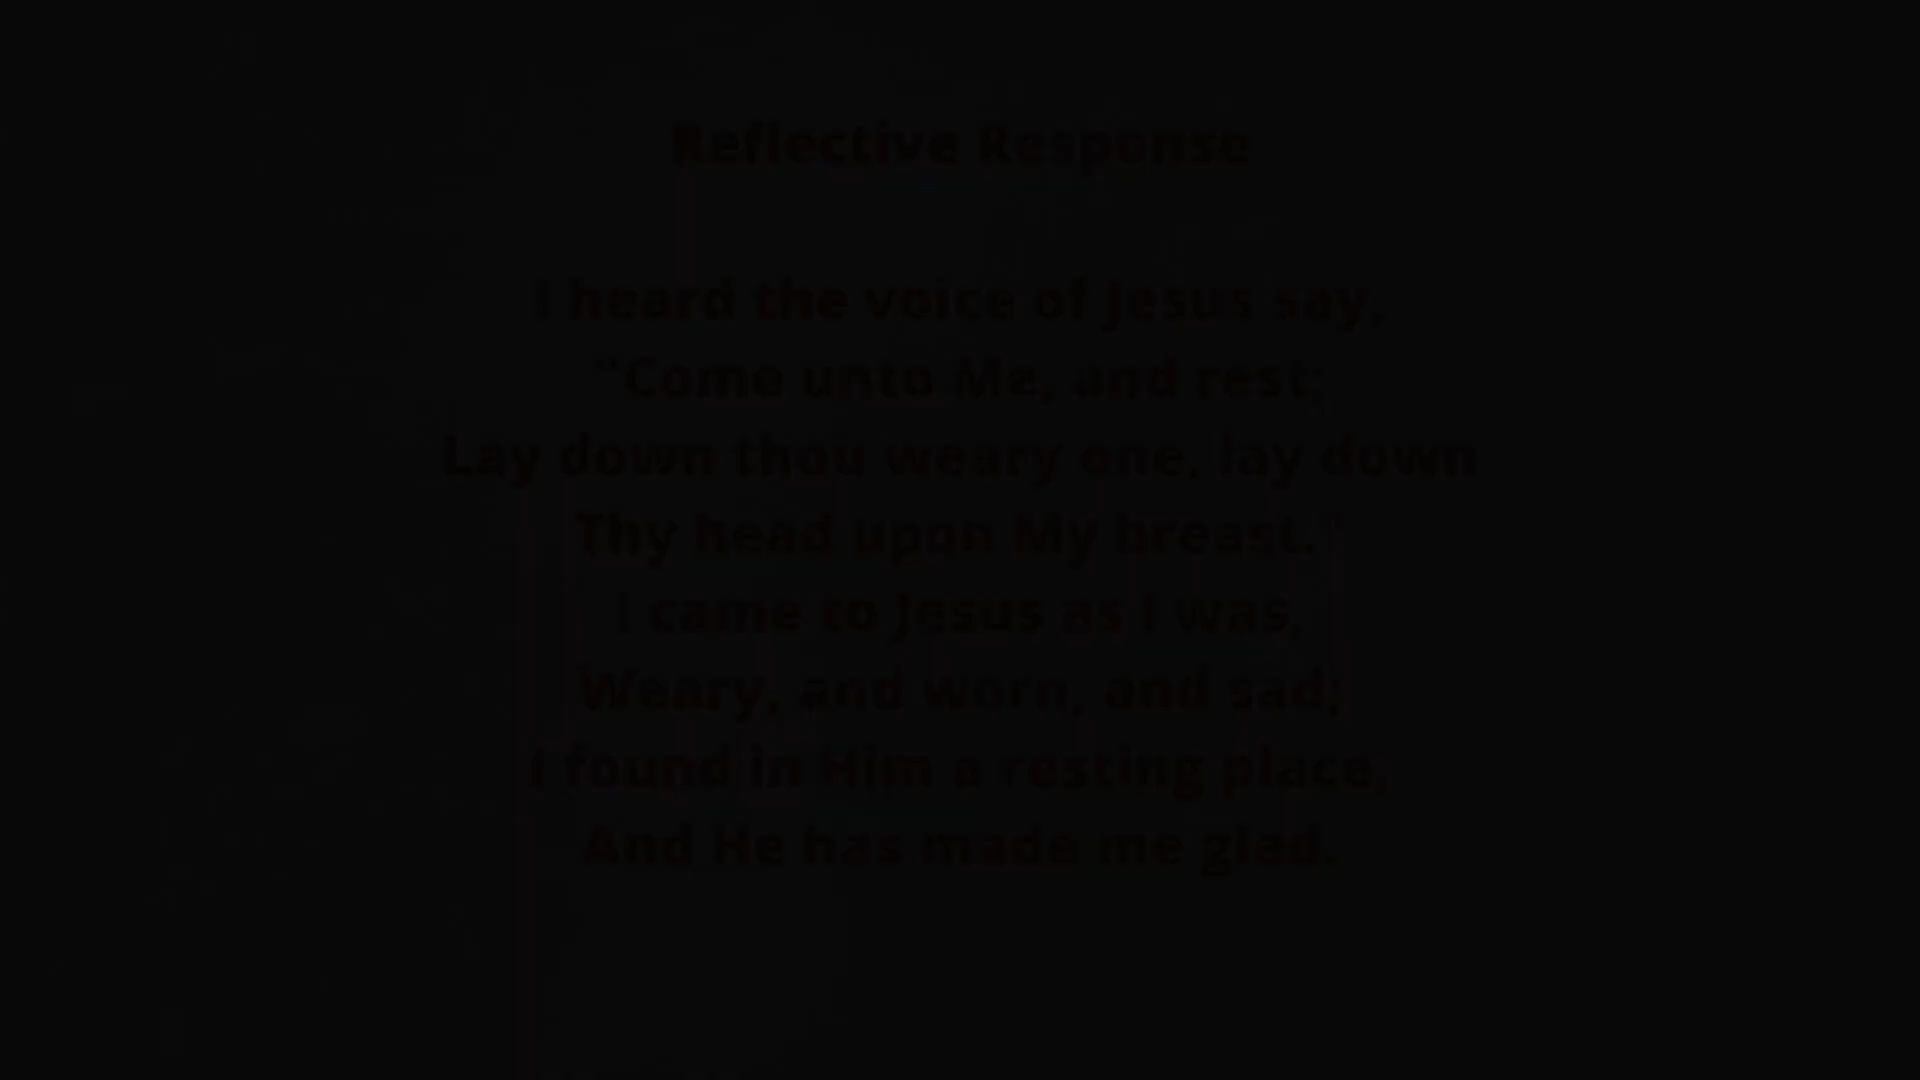 Reflective Response
I heard the voice of Jesus say,
"Come unto Me, and rest;
Lay down thou weary one, lay down
Thy head upon My breast."
I came to Jesus as I was,
Weary, and worn, and sad;
I found in Him a resting place,
And He has made me glad.